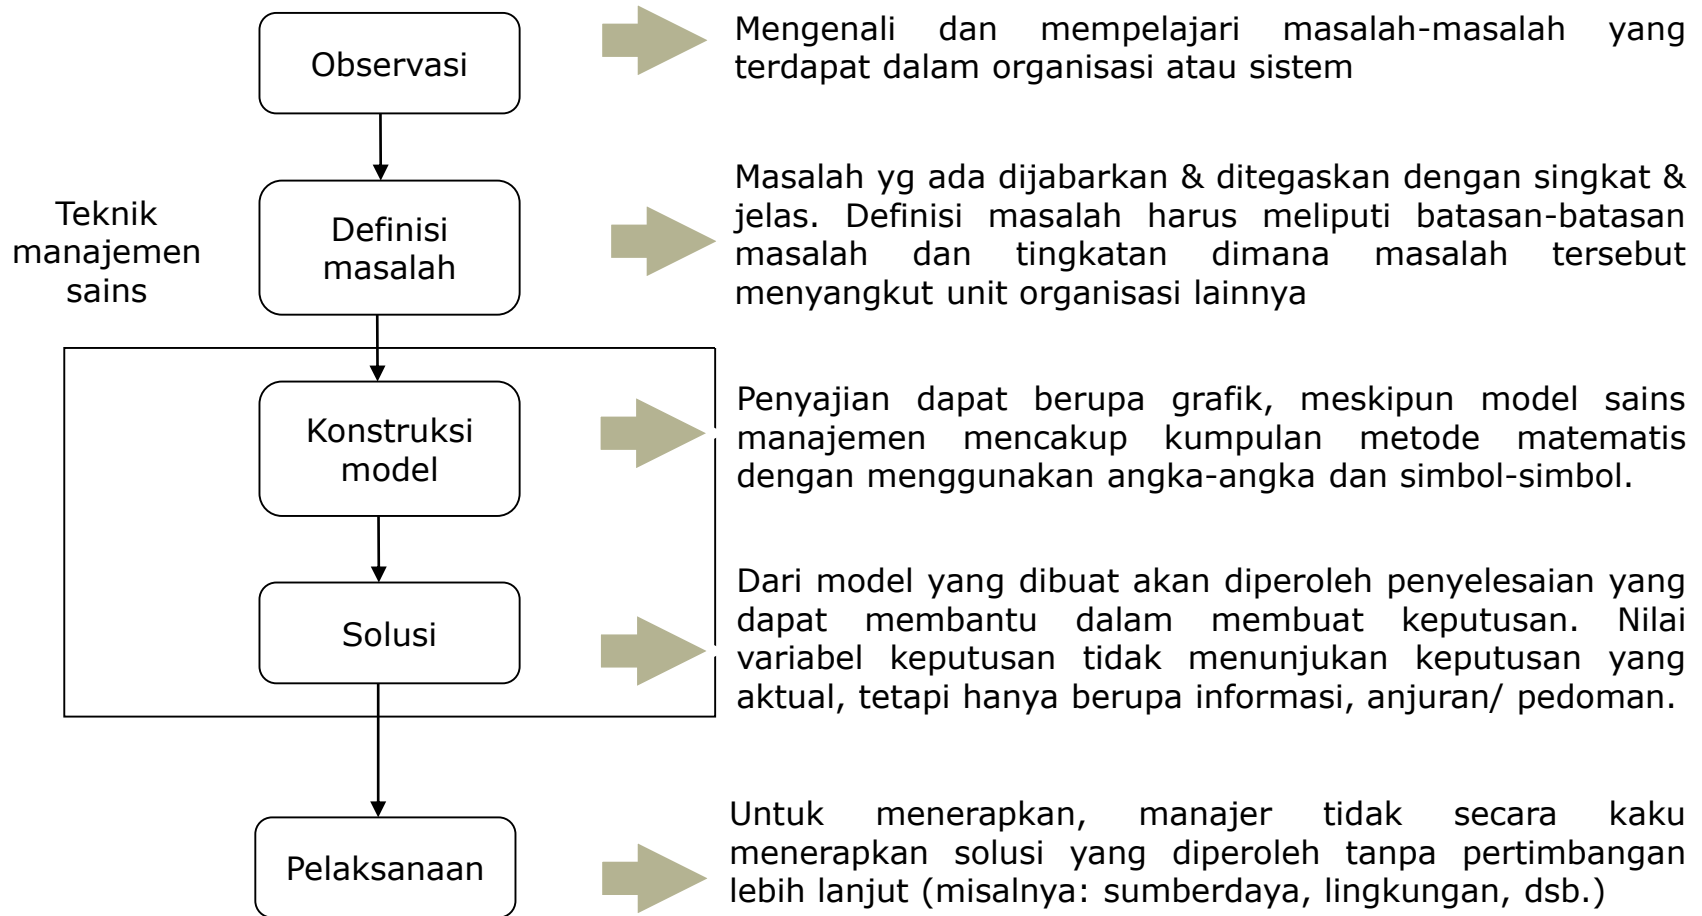 Observasi
Mengenali dan mempelajari masalah-masalah yang
terdapat dalam organisasi atau sistem
Teknik
manajemen
sains
Definisi
masalah
Masalah yg ada dijabarkan & ditegaskan dengan singkat &
jelas. Definisi masalah harus meliputi batasan-batasan
masalah dan tingkatan dimana masalah tersebut
menyangkut unit organisasi lainnya
Konstruksi
model
Penyajian dapat berupa grafik, meskipun model sains
manajemen mencakup kumpulan metode matematis
dengan menggunakan angka-angka dan simbol-simbol.
Solusi
Dari model yang dibuat akan diperoleh penyelesaian yang
dapat membantu dalam membuat keputusan. Nilai
variabel keputusan tidak menunjukan keputusan yang
aktual, tetapi hanya berupa informasi, anjuran/ pedoman.
Pelaksanaan
Untuk menerapkan, manajer tidak secara kaku
menerapkan solusi yang diperoleh tanpa pertimbangan
lebih lanjut (misalnya: sumberdaya, lingkungan, dsb.)